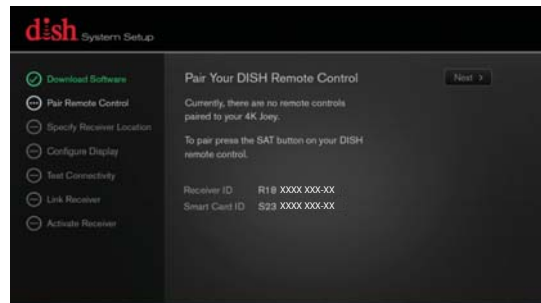 dish System Setup
Download Software
Pair Remote Control
Specify Receiver Location
Configure Display
Test Connectivity
Link Receiver
Activate Receiver
Pair Your DISH Remote Control
Next >
Currently, there are no remote controls
paired to your 4K Joey.
To pair press the SAT button on your DISH
remote control.
Receiver ID R19 XXXX XXX-XX
Smart Card ID S23 XXXX XXX-XX